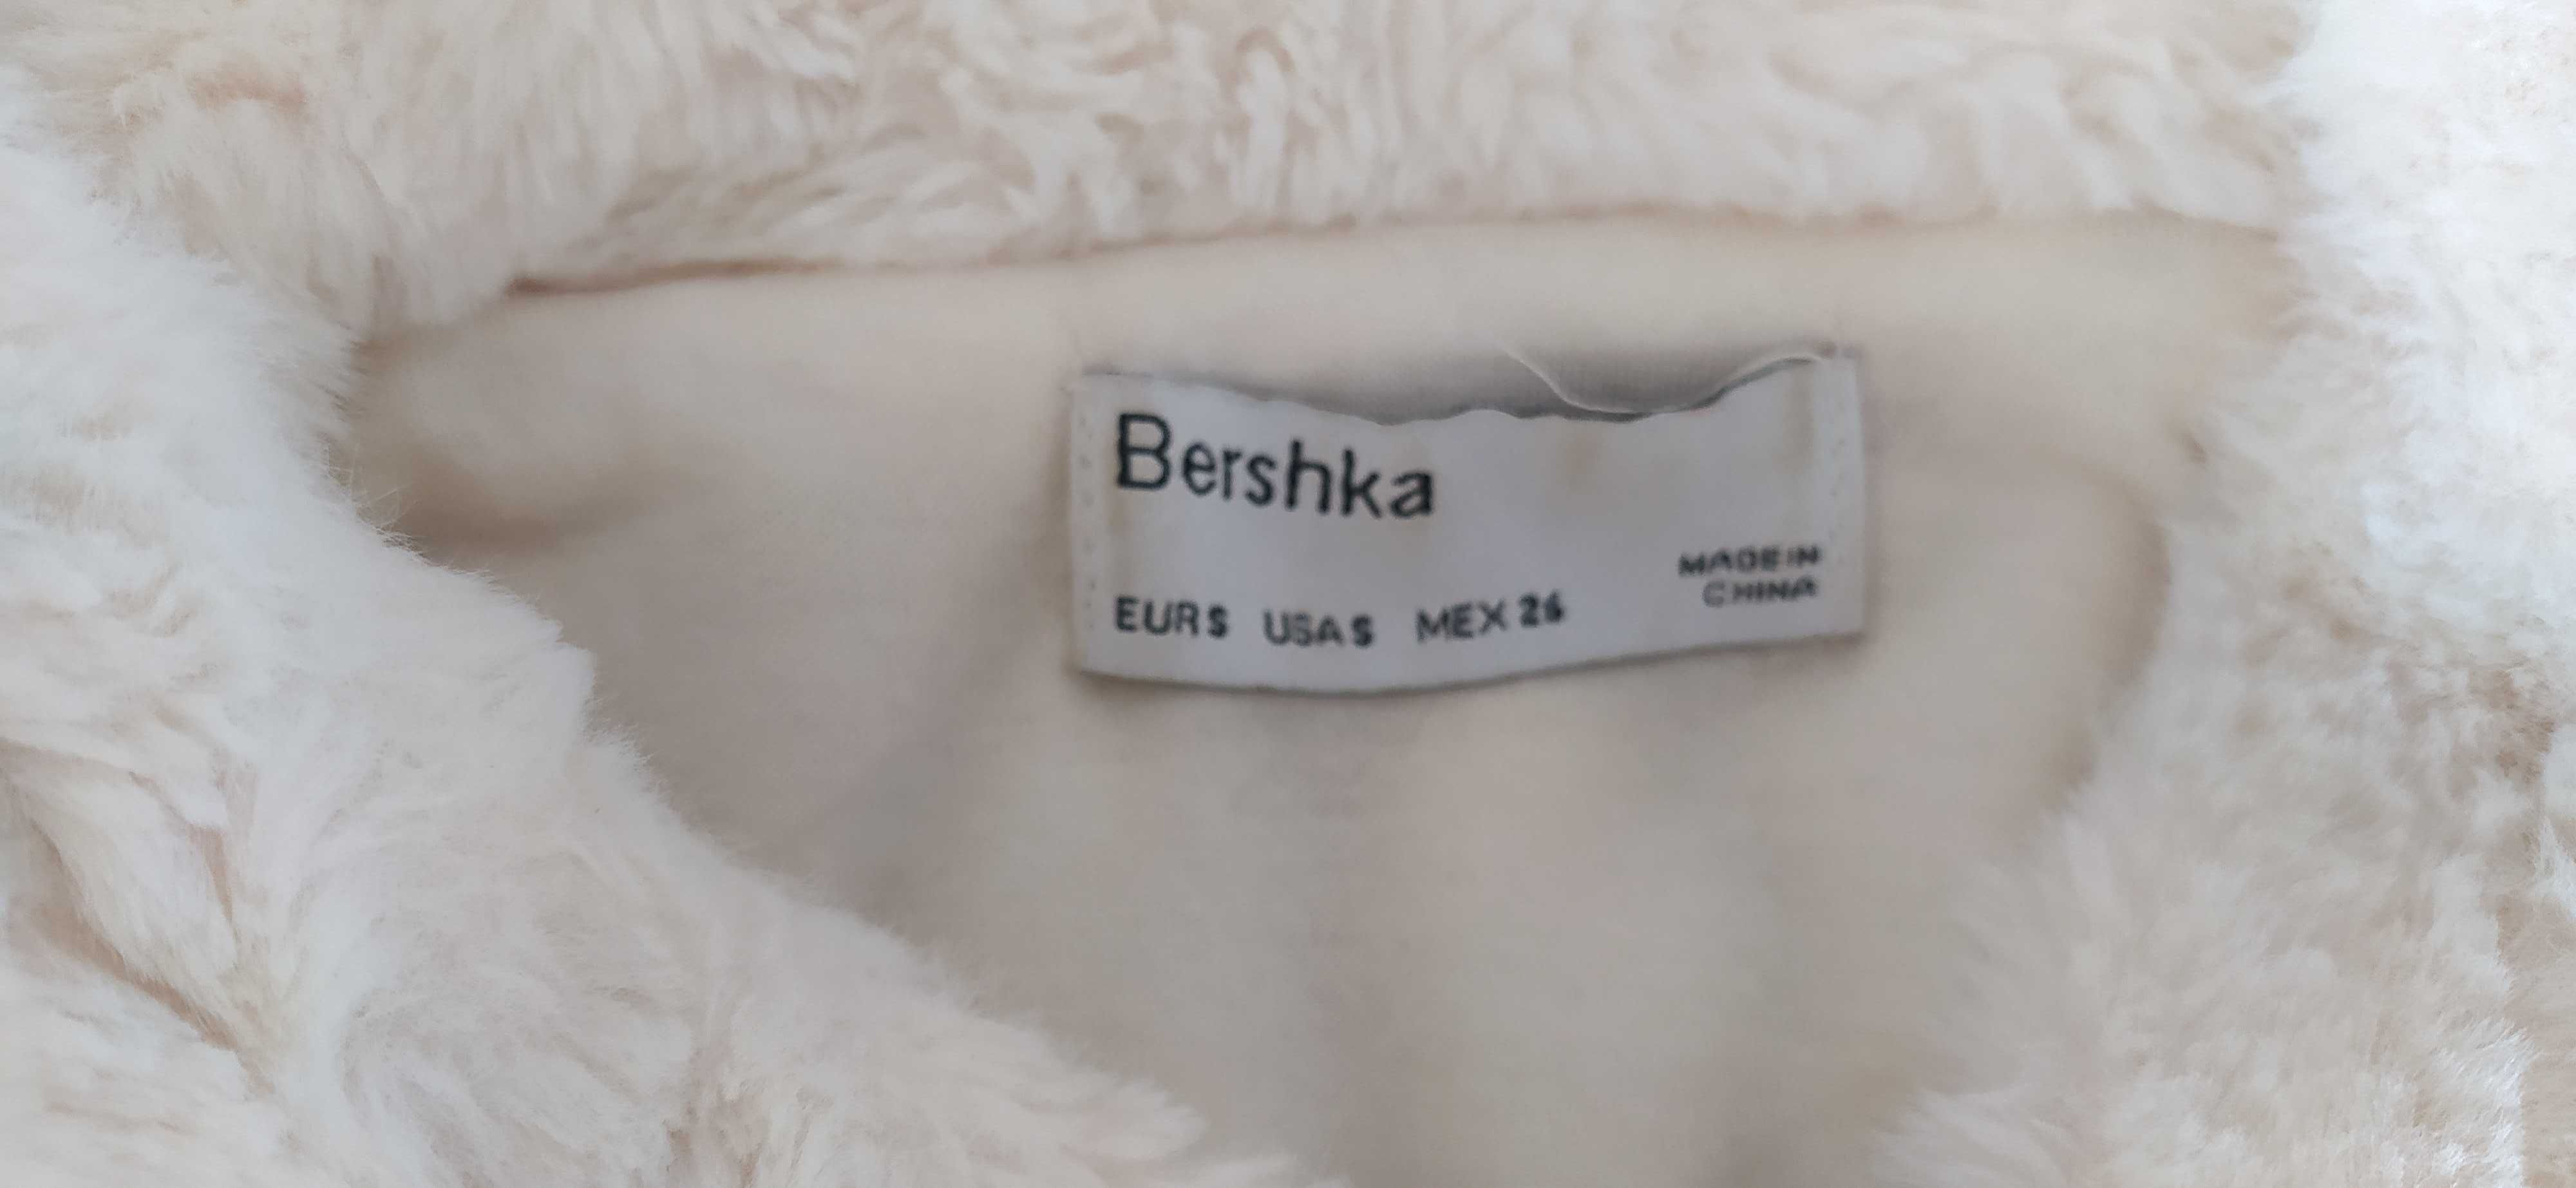 Bershka
EUR S USA S MEX 26
MADE IN
CHINA